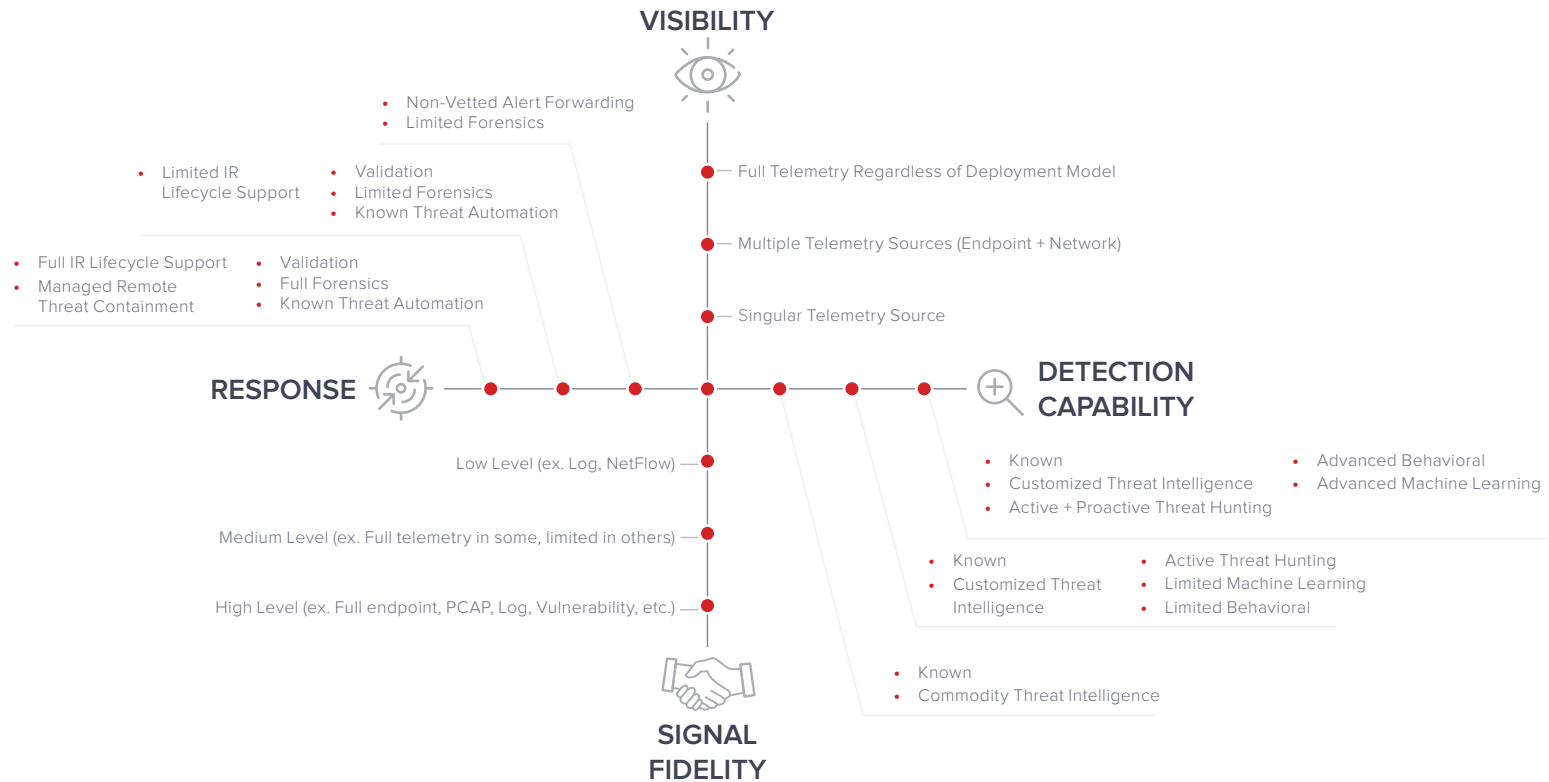 VISIBILITY
Non-Vetted Alert Forwarding
Limited Forensics
Limited IR
Lifecycle Support
Validation
Limited Forensics
Known Threat Automation
Full IR Lifecycle Support
Managed Remote
Threat Containment
Validation
Full Forensics
Known Threat Automation
Full Telemetry Regardless of Deployment Model
Multiple Telemetry Sources (Endpoint + Network)
Singular Telemetry Source
RESPONSE
DETECTION
CAPABILITY
Low Level (ex. Log, NetFlow)
Medium Level (ex. Full telemetry in some, limited in others)
High Level (ex. Full endpoint, PCAP, Log, Vulnerability, etc.)
Known
Customized Threat Intelligence
Active + Proactive Threat Hunting
Advanced Behavioral
Advanced Machine Learning
Known
Customized Threat
Intelligence
Active Threat Hunting
Limited Machine Learning
Limited Behavioral
Known
Commodity Threat Intelligence
SIGNAL
FIDELITY